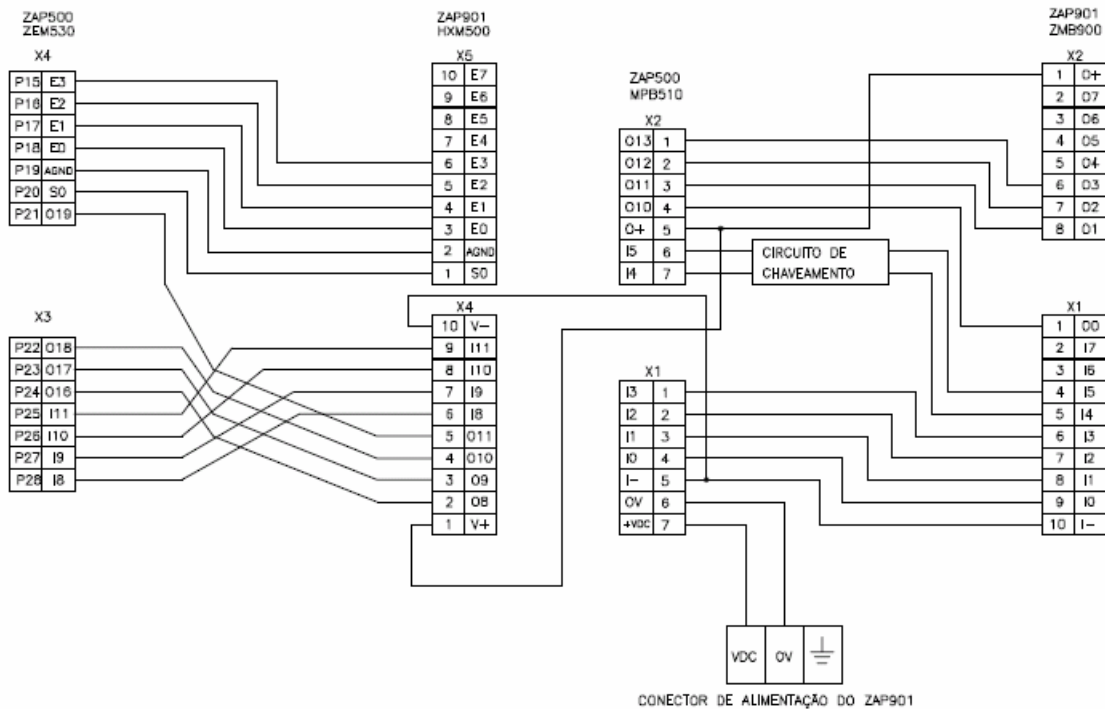 ZAP500
ZEM530
X4
P15 E3
P16 E2
P17 E1
P18 E0
P19 AGND
P20 S0
P21 O19
X3
P22 O18
P23 O17
P24 O16
P25 I11
P26 I10
P27 I9
P28 I8
ZAP901
HXM500
X5
10 E7
9 E6
8 E5
7 E4
6 E3
5 E2
4 E1
3 E0
2 AGND
1 S0
X4
10 V-
9 I11
8 I10
7 I9
6 I8
5 O11
4 O10
3 O9
2 O8
1 V+
ZAP500
MPB510
X2
O13 1
O12 2
O11 3
O10 4
O+ 5
I5 6
I4 7
CIRCUITO DE
CHAVEAMENTO
X1
I3 1
I2 2
I1 3
I0 4
I- 5
0V 6
+VDC 7
ZAP901
ZMB900
X2
1 O+
2 O7
3 O6
4 O5
5 O4
6 O3
7 O2
8 O1
X1
1 O0
2 I7
3 I6
4 I5
5 I4
6 I3
7 I2
8 I1
9 I0
10 I-
VDC 0V
CONECTOR DE ALIMENTAÇÃO DO ZAP901